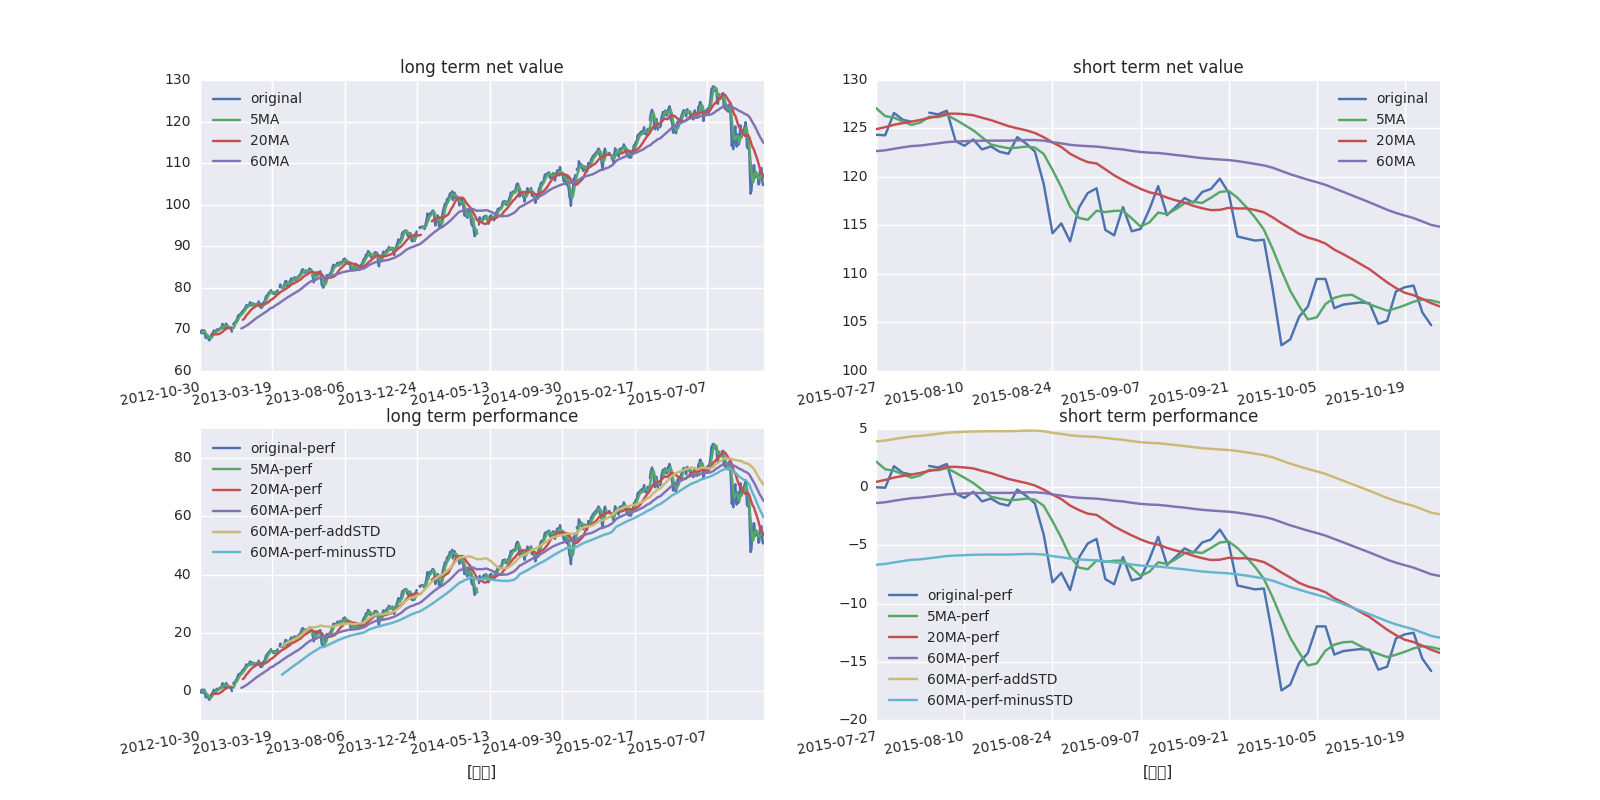 long term net value
130
120
110
100
90
80
70
60
original
5MA
20MA
60MA
2012-10-30
2013-03-19
2013-08-06
2013-12-24
2014-05-13
2014-09-30
2015-02-17
2015-07-07
short term net value
130
125
120
115
110
105
100
original
5MA
20MA
60MA
2015-07-27
2015-08-10
2015-08-24
2015-09-07
2015-09-21
2015-10-05
2015-10-19
long term performance
80
60
40
20
0
original-perf
5MA-perf
20MA-perf
60MA-perf
60MA-perf-addSTD
60MA-perf-minusSTD
2012-10-30
2013-03-19
2013-08-06
2013-12-24
2014-05-13
2014-09-30
2015-02-17
2015-07-07
short term performance
5
0
−5
−10
−15
−20
original-perf
5MA-perf
20MA-perf
60MA-perf
60MA-perf-addSTD
60MA-perf-minusSTD
2015-07-27
2015-08-10
2015-08-24
2015-09-07
2015-09-21
2015-10-05
2015-10-19